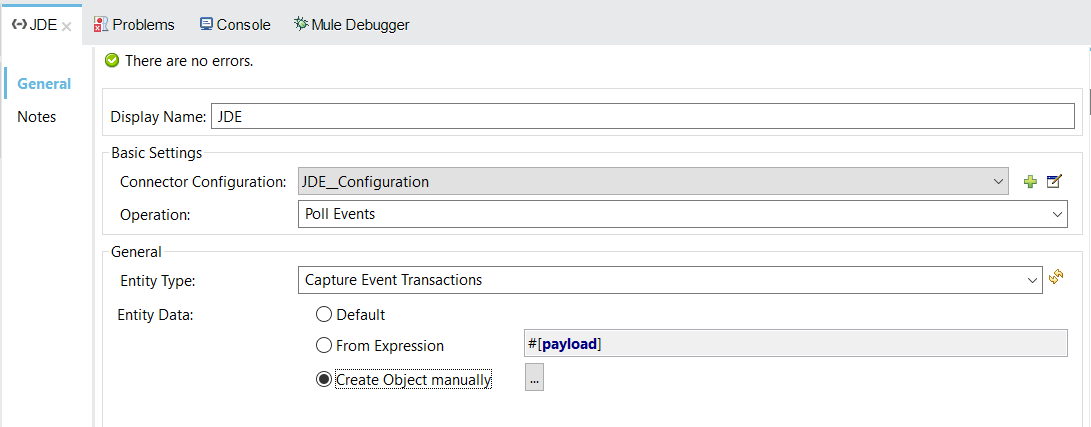 JDE Problems Console Mule Debugger
There are no errors.
General
Notes
Display Name: JDE
Basic Settings
Connector Configuration: JDE__Configuration
Operation: Poll Events
General
Entity Type: Capture Event Transactions
Entity Data: Default
From Expression #[payload]
Create Object manually ...